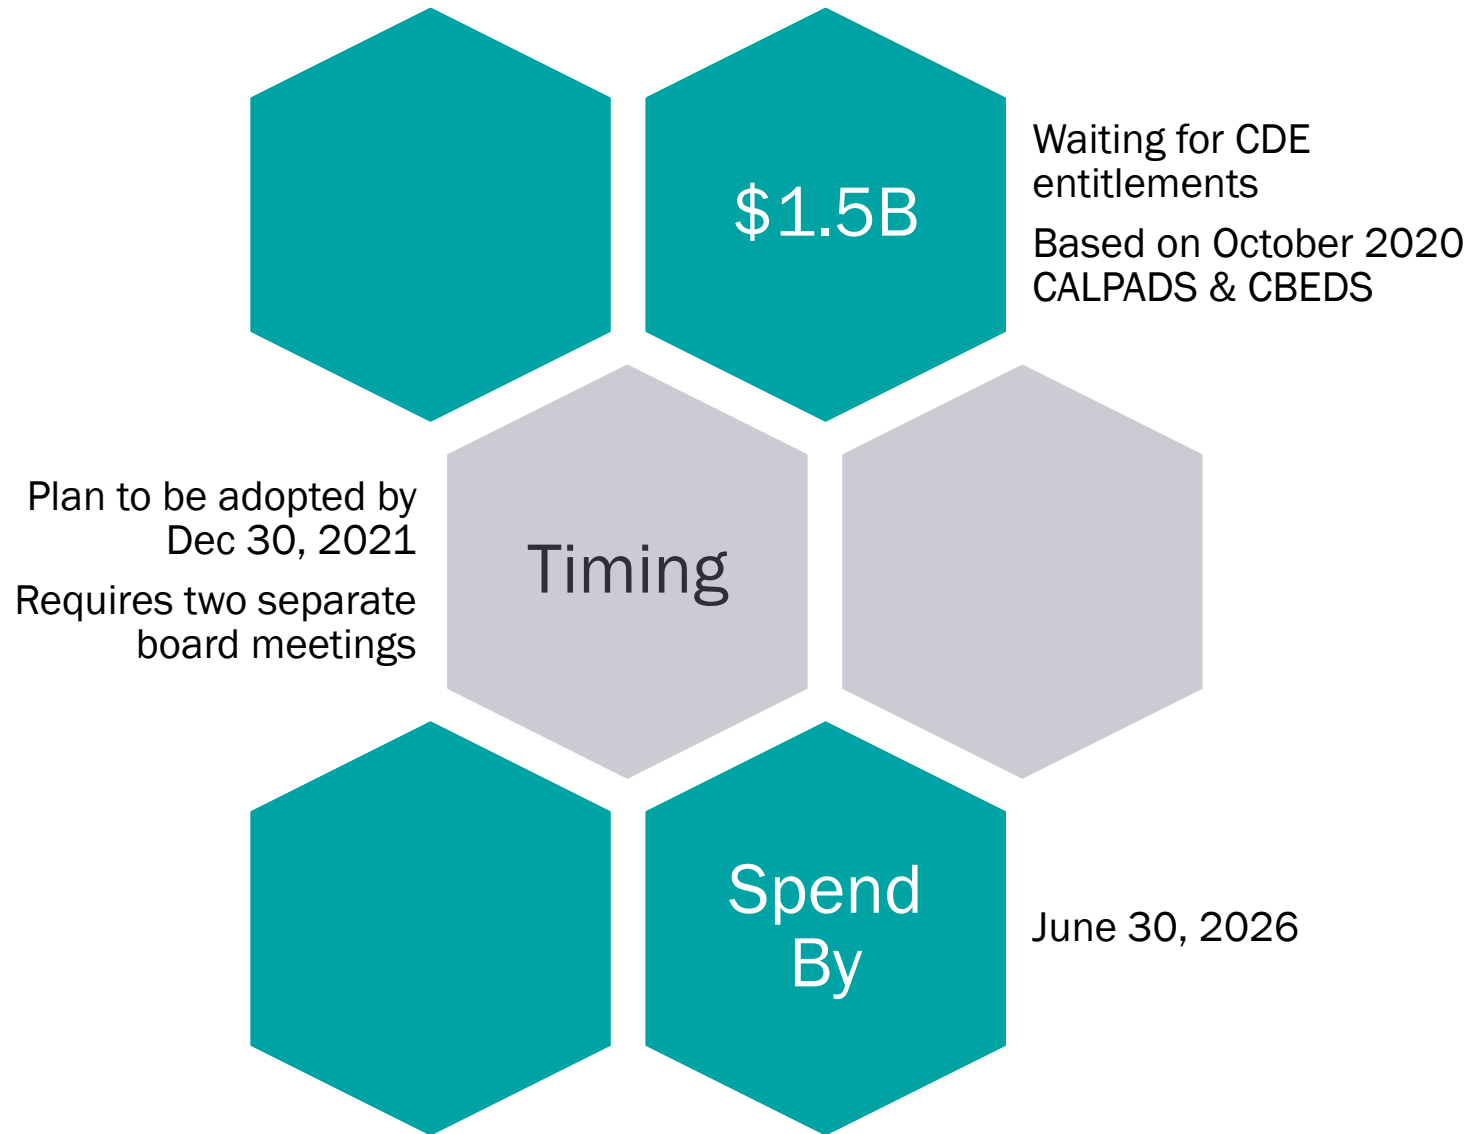 $1.5B
Waiting for CDE
entitlements
Based on October 2020
CALPADS & CBEDS
Plan to be adopted by
Dec 30, 2021
Requires two separate
board meetings
Timing
Spend
By
June 30, 2026